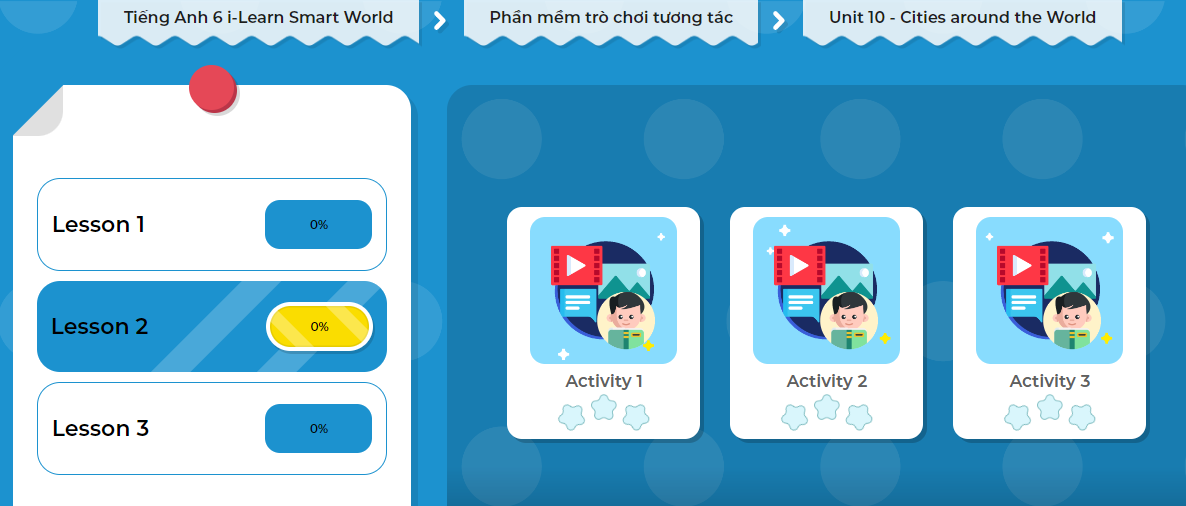 Tiếng Anh 6 i-Learn Smart World
Phần mềm trò chơi tương tác
Unit 10 - Cities around the World
Lesson 1
0%
Lesson 2
0%
Lesson 3
0%
Activity 1
Activity 2
Activity 3